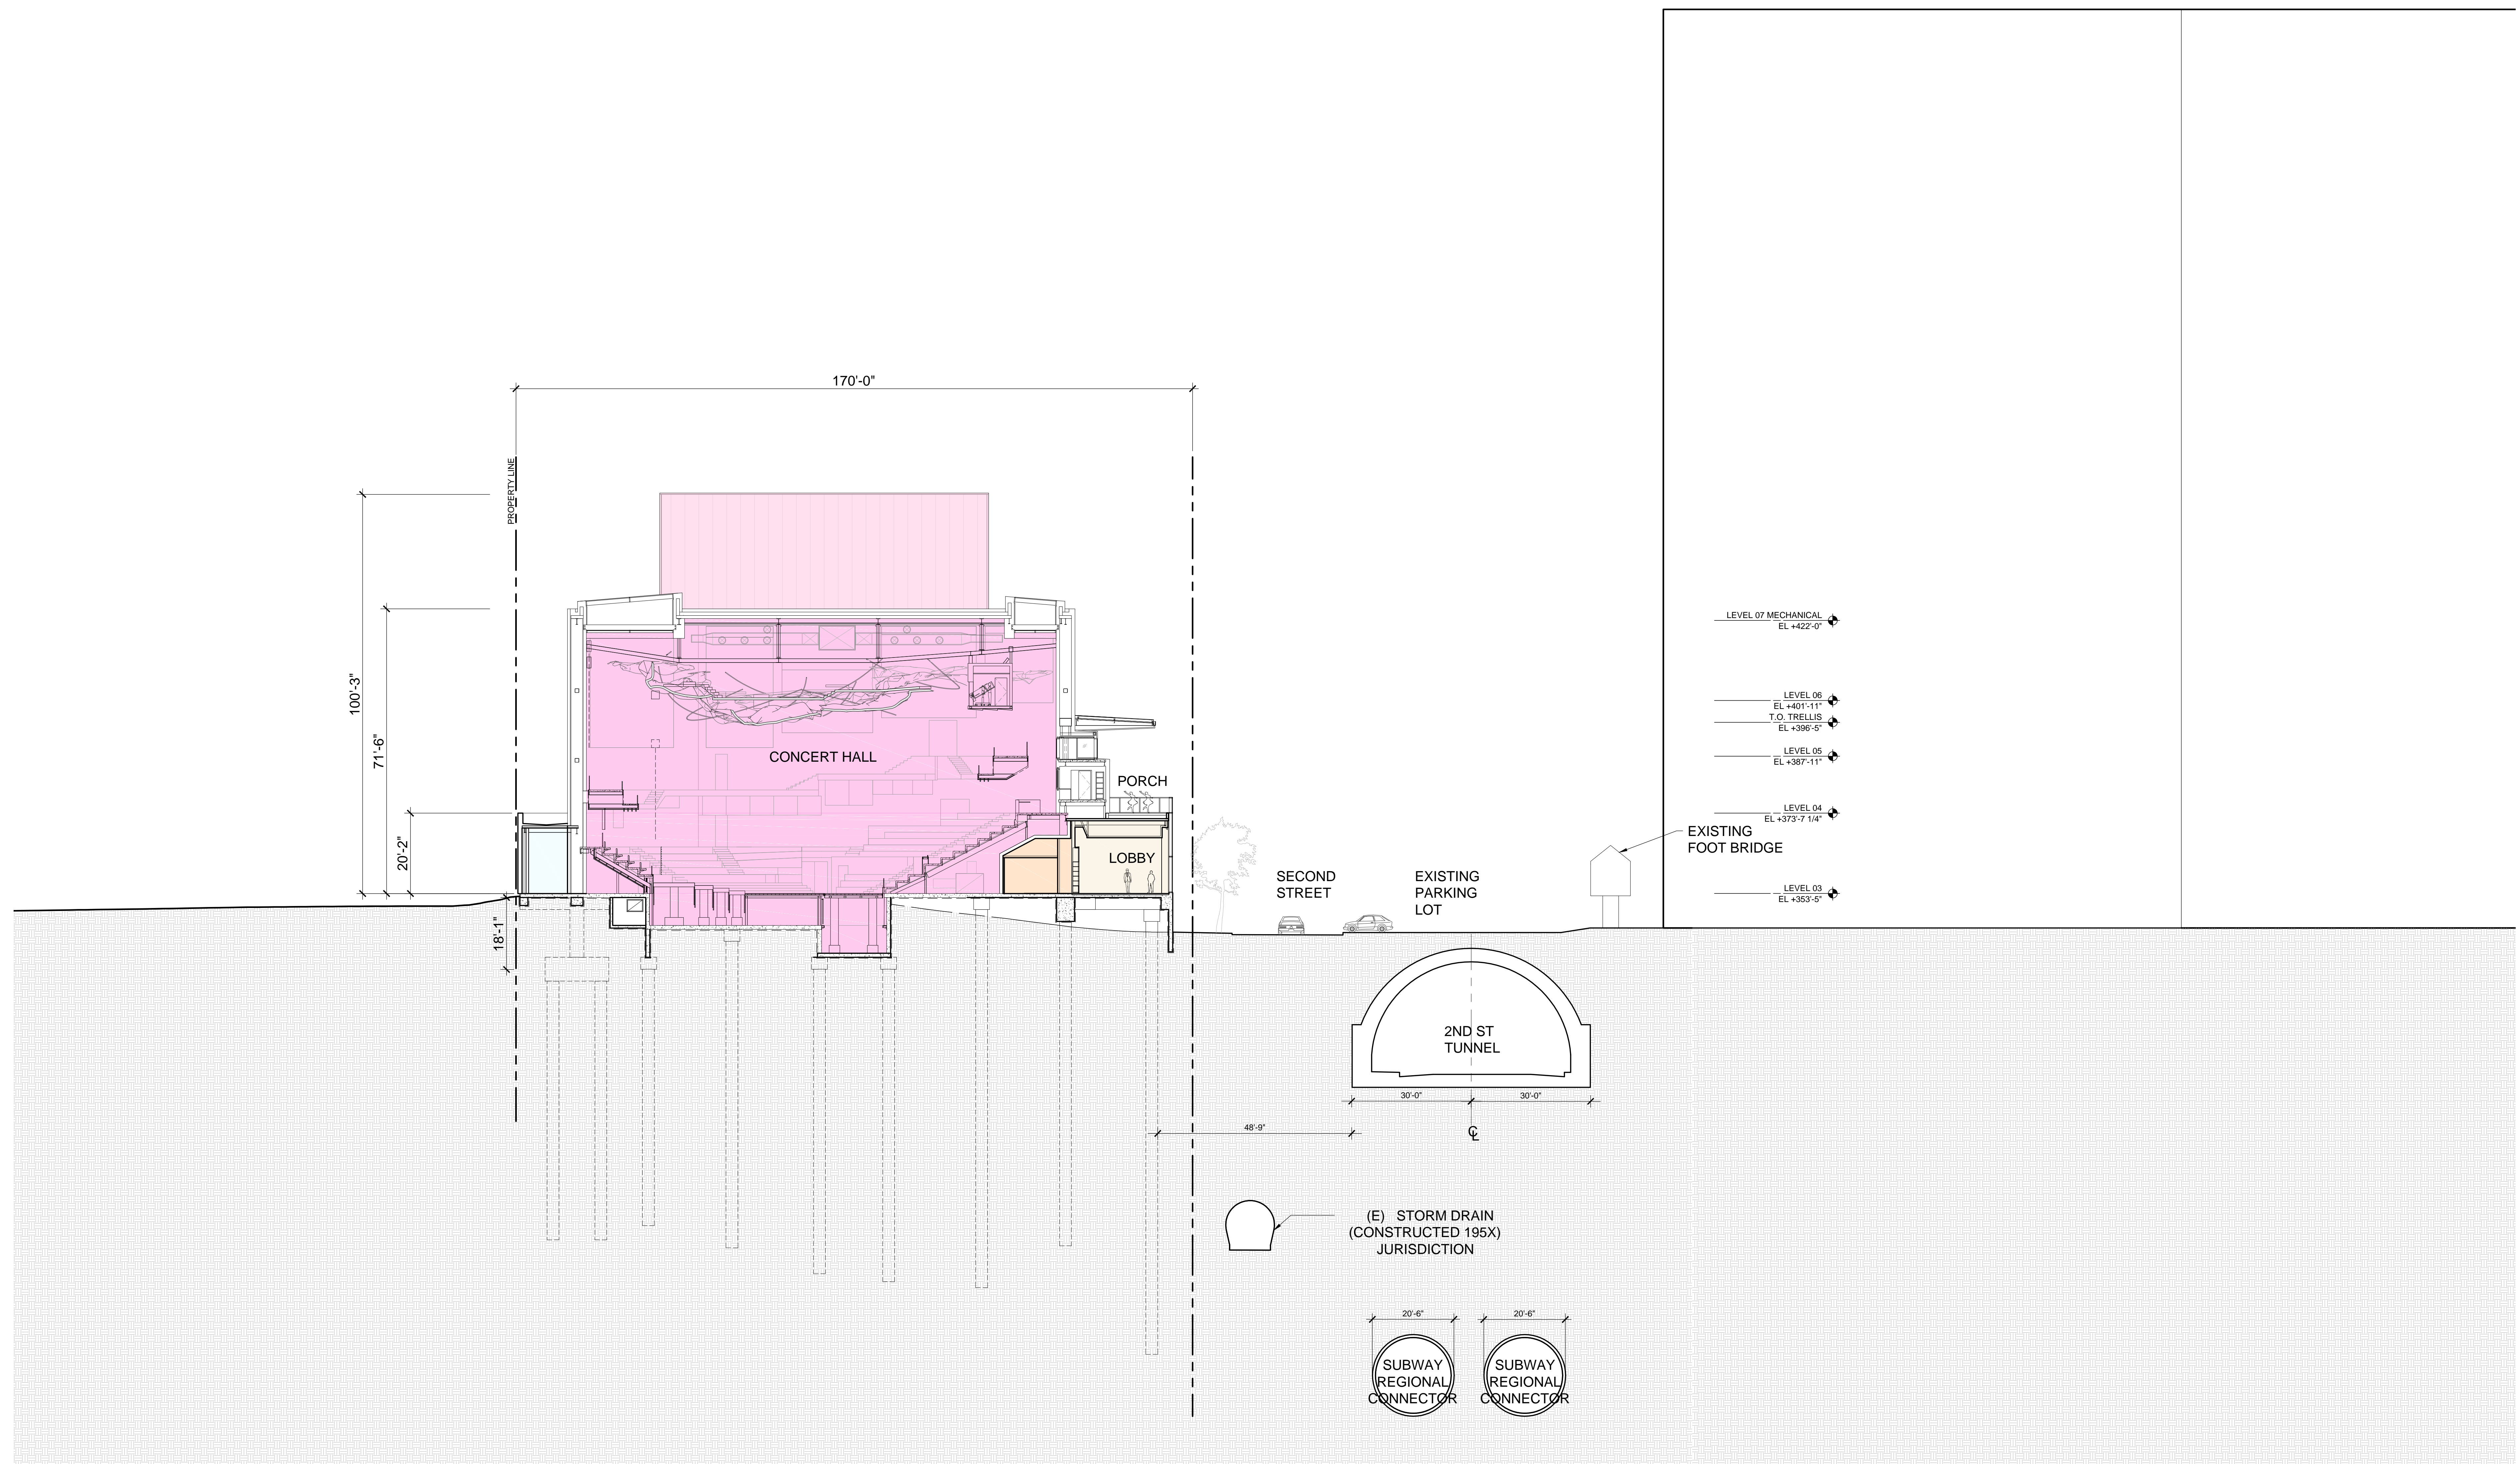 170'-0"
PROPERTY LINE
100'-3"
71'-6"
20'-2"
18'-1"
CONCERT HALL
PORCH
LOBBY
SECOND
STREET
EXISTING
PARKING
LOT
EXISTING
FOOT BRIDGE
LEVEL 07 MECHANICAL
EL +422'-0"
LEVEL 06
EL +401'-11"
T.O. TRELLIS
EL +396'-5"
LEVEL 05
EL +387'-11"
LEVEL 04
EL +373'-7 1/4"
LEVEL 03
EL +353'-5"
2ND ST
TUNNEL
30'-0"
30'-0"
48'-9"
CL
(E) STORM DRAIN
(CONSTRUCTED 195X)
JURISDICTION
20'-6"
20'-6"
SUBWAY
REGIONAL
CONNECTOR
SUBWAY
REGIONAL
CONNECTOR